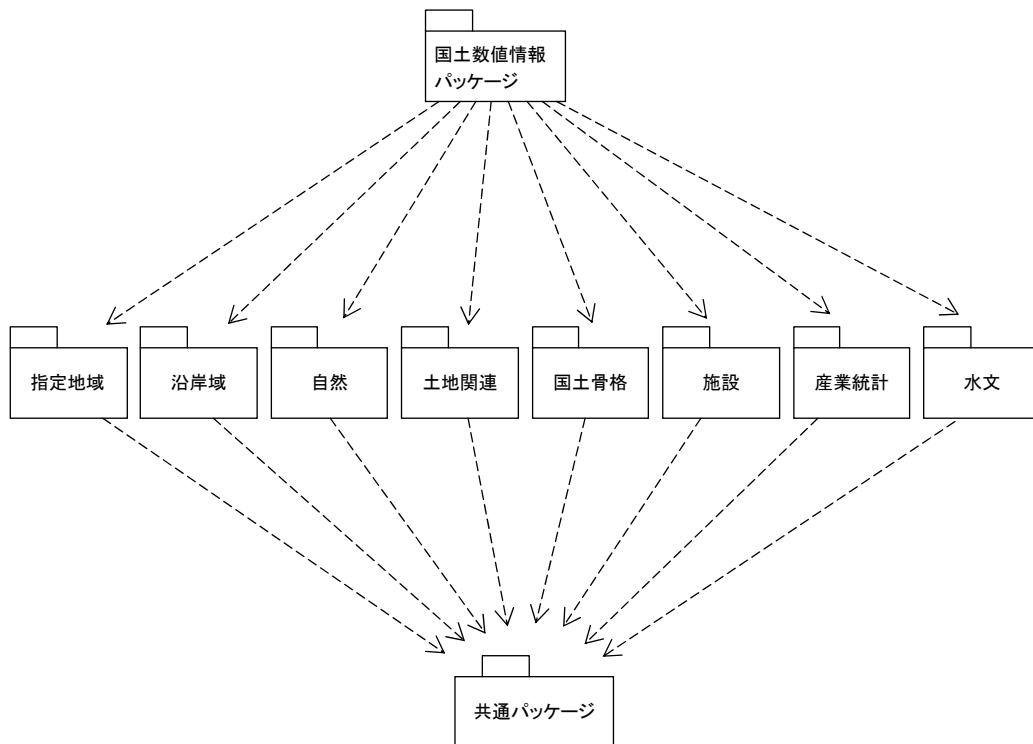 国土数値情報
パッケージ
指定地域
沿岸域
自然
土地関連
国土骨格
施設
産業統計
水文
共通パッケージ